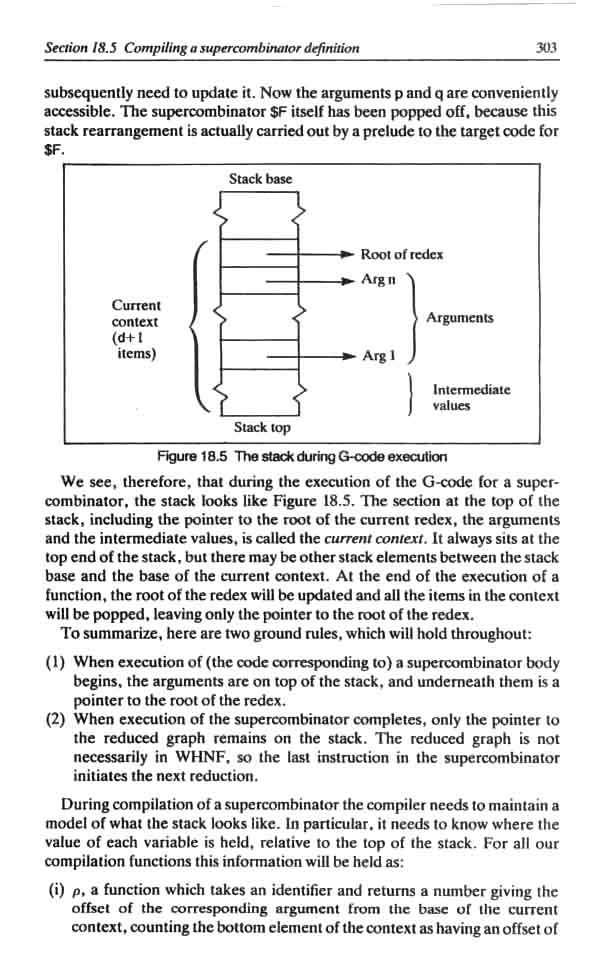 Section 18.5 Compiling a supercombinator definition 303
subsequently need to update it. Now the arguments p and q are conveniently
accessible. The supercombinator $F itself has been popped off, because this
stack rearrangement is actually carried out by a prelude to the target code for
$F.
Stack base
Root of redex
Arg n
Current
context
(d+1
items)
Arguments
Arg 1
Intermediate
values
Stack top
Figure 18.5 The stack during G-code execution
We see, therefore, that during the execution of the G-code for a super-
combinator, the stack looks like Figure 18.5. The section at the top of the
stack, including the pointer to the root of the current redex, the arguments
and the intermediate values, is called the current context. It always sits at the
top end of the stack, but there may be other stack elements between the stack
base and the base of the current context. At the end of the execution of a
function, the root of the redex will be updated and all the items in the context
will be popped, leaving only the pointer to the root of the redex.
To summarize, here are two ground rules, which will hold throughout:
(1) When execution of (the code corresponding to) a supercombinator body
begins, the arguments are on top of the stack, and underneath them is a
pointer to the root of the redex.
(2) When execution of the supercombinator completes, only the pointer to
the reduced graph remains on the stack. The reduced graph is not
necessarily in WHNF, so the last instruction in the supercombinator
initiates the next reduction.
During compilation of a supercombinator the compiler needs to maintain a
model of what the stack looks like. In particular, it needs to know where the
value of each variable is held, relative to the top of the stack. For all our
compilation functions this information will be held as:
(i) ρ, a function which takes an identifier and returns a number giving the
offset of the corresponding argument from the base of the current
context, counting the bottom element of the context as having an offset of